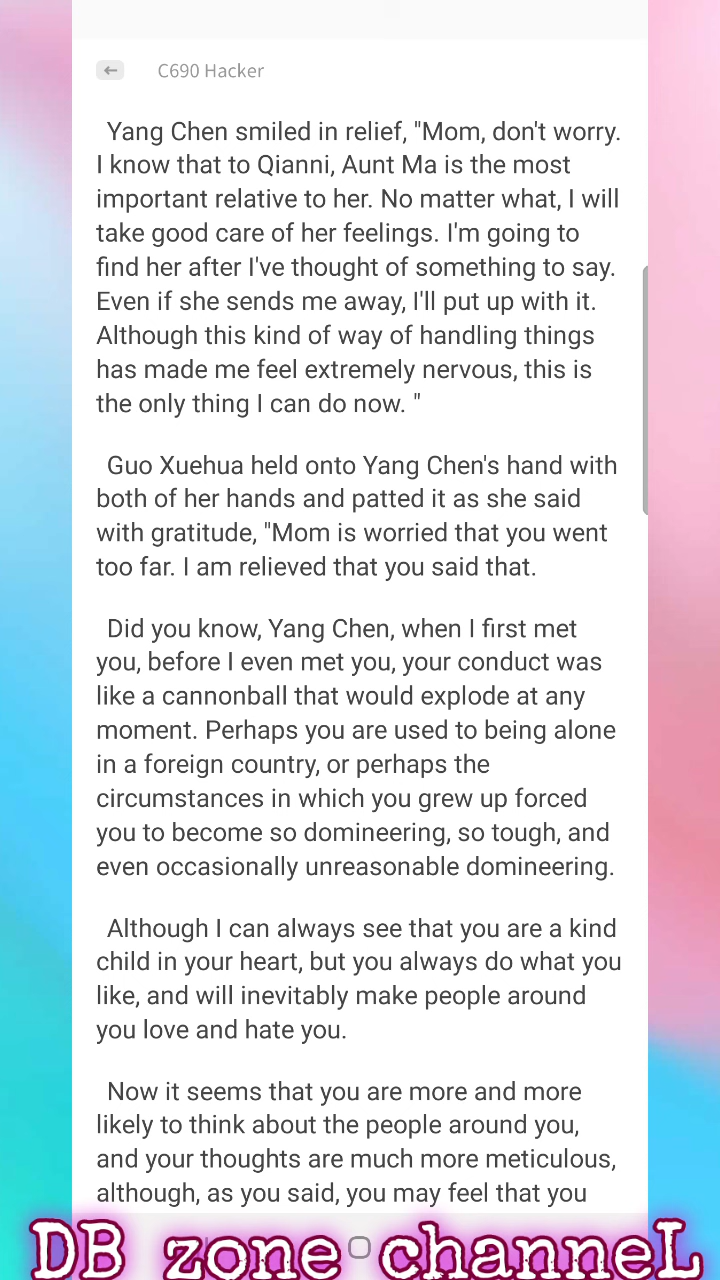 C690 Hacker
Yang Chen smiled in relief, "Mom, don't worry.
I know that to Qianni, Aunt Ma is the most
important relative to her. No matter what, I will
take good care of her feelings. I'm going to
find her after I've thought of something to say.
Even if she sends me away, I'll put up with it.
Although this kind of way of handling things
has made me feel extremely nervous, this is
the only thing I can do now. "
Guo Xuehua held onto Yang Chen's hand with
both of her hands and patted it as she said
with gratitude, "Mom is worried that you went
too far. I am relieved that you said that.
Did you know, Yang Chen, when I first met
you, before I even met you, your conduct was
like a cannonball that would explode at any
moment. Perhaps you are used to being alone
in a foreign country, or perhaps the
circumstances in which you grew up forced
you to become so domineering, so tough, and
even occasionally unreasonable domineering.
Although I can always see that you are a kind
child in your heart, but you always do what you
like, and will inevitably make people around
you love and hate you.
Now it seems that you are more and more
likely to think about the people around you,
and your thoughts are much more meticulous,
although, as you said, you may feel that you
DB zone channeL